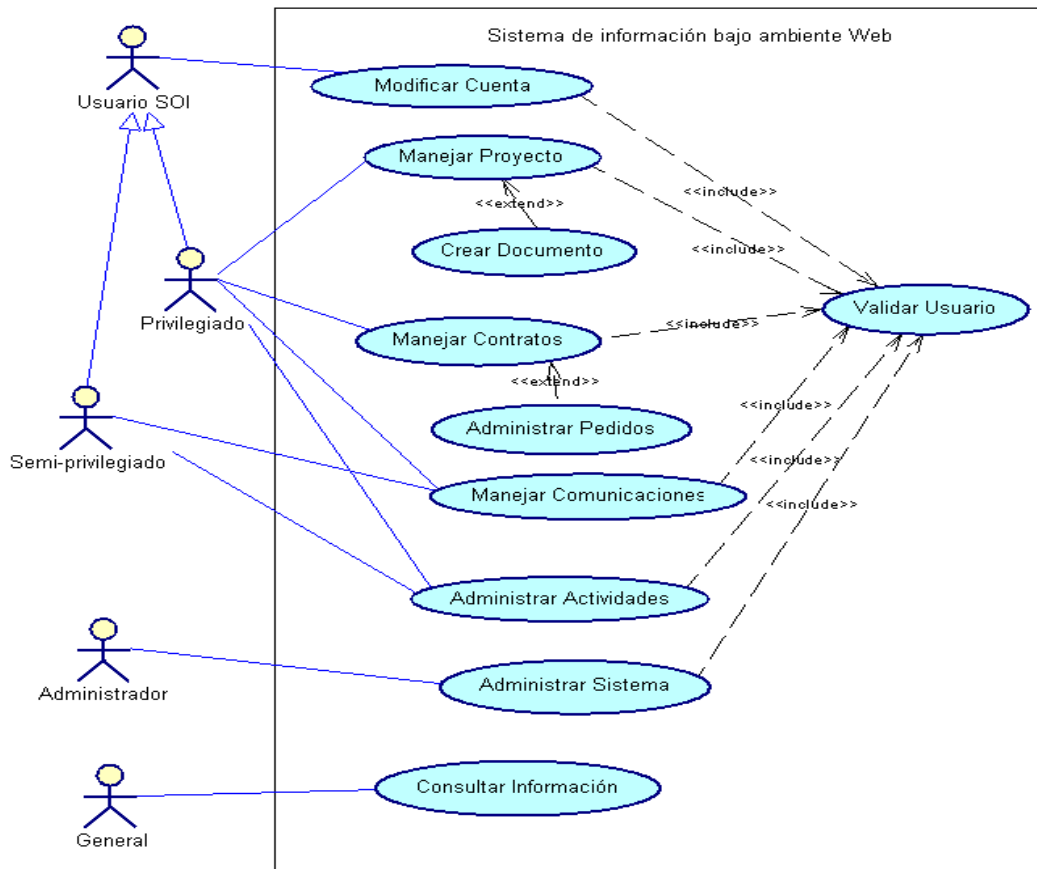 Sistema de información bajo ambiente Web
Usuario SOI
Modificar Cuenta
Manejar Proyecto
<<include>>
<<extend>>
Crear Documento
<<include>>
Privilegiado
Validar Usuario
Manejar Contratos
<<include>>
<<extend>>
<<include>>
Administrar Pedidos
Semi-privilegiado
<<include>>
Manejar Comunicaciones
<<include>>
Administrar Actividades
Administrador
Administrar Sistema
Consultar Información
General